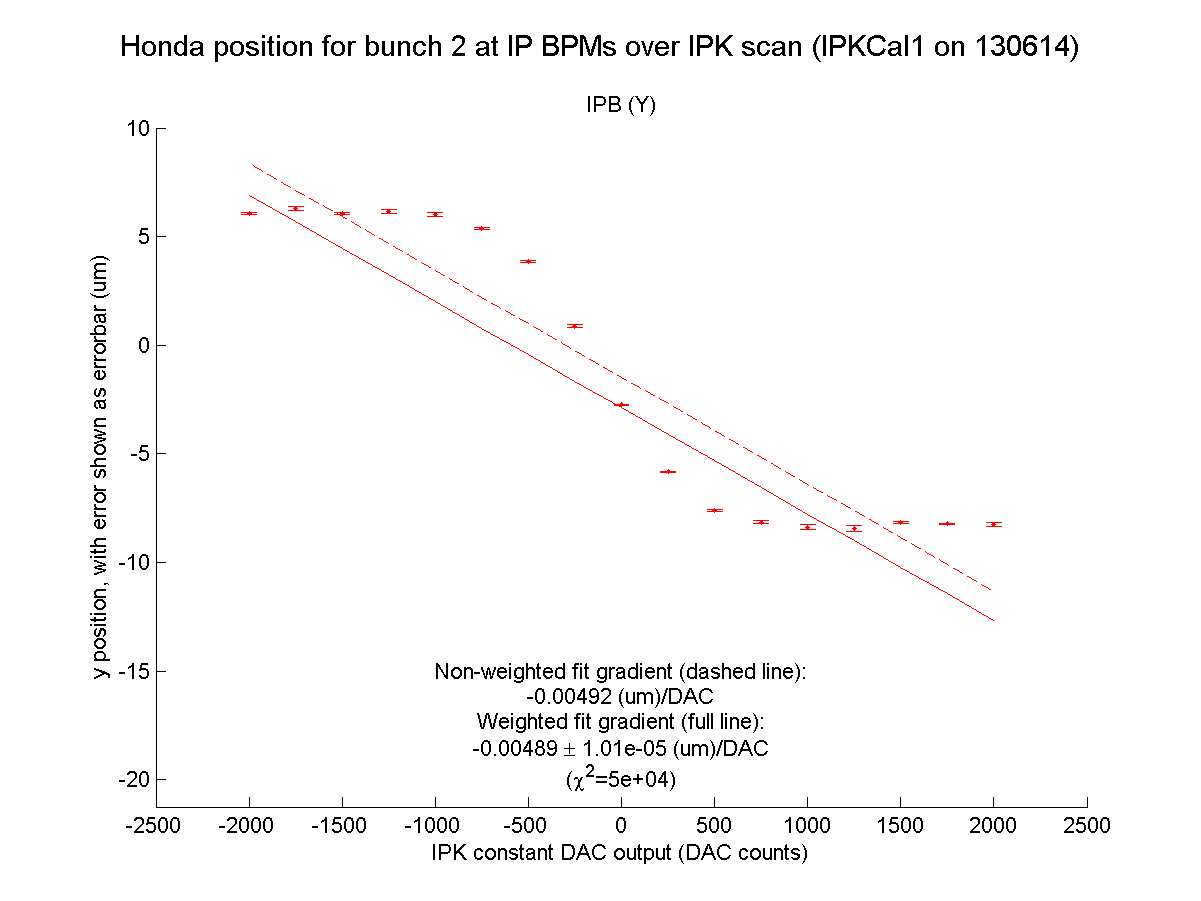 Honda position for bunch 2 at IP BPMs over IPK scan (IPKCal1 on 130614)
IPB (Y)
10
5
0
-5
-10
-15
-20
y position, with error shown as errorbar (um)
Non-weighted fit gradient (dashed line):
-0.00492 (um)/DAC
Weighted fit gradient (full line):
-0.00489 ± 1.01e-05 (um)/DAC
(χ²=5e+04)
-2500 -2000 -1500 -1000 -500 0 500 1000 1500 2000 2500
IPK constant DAC output (DAC counts)